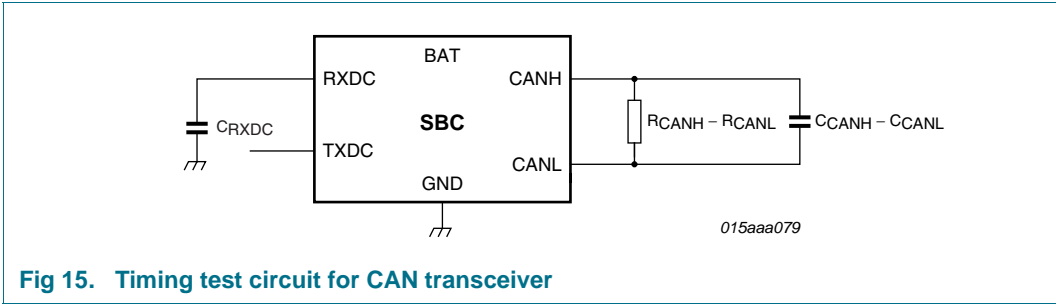 BAT
RXDC
CANH
CRXDC
SBC
RCANH – RCANL
CCANH – CCANL
TXDC
CANL
GND
015aaa079
Fig 15. Timing test circuit for CAN transceiver